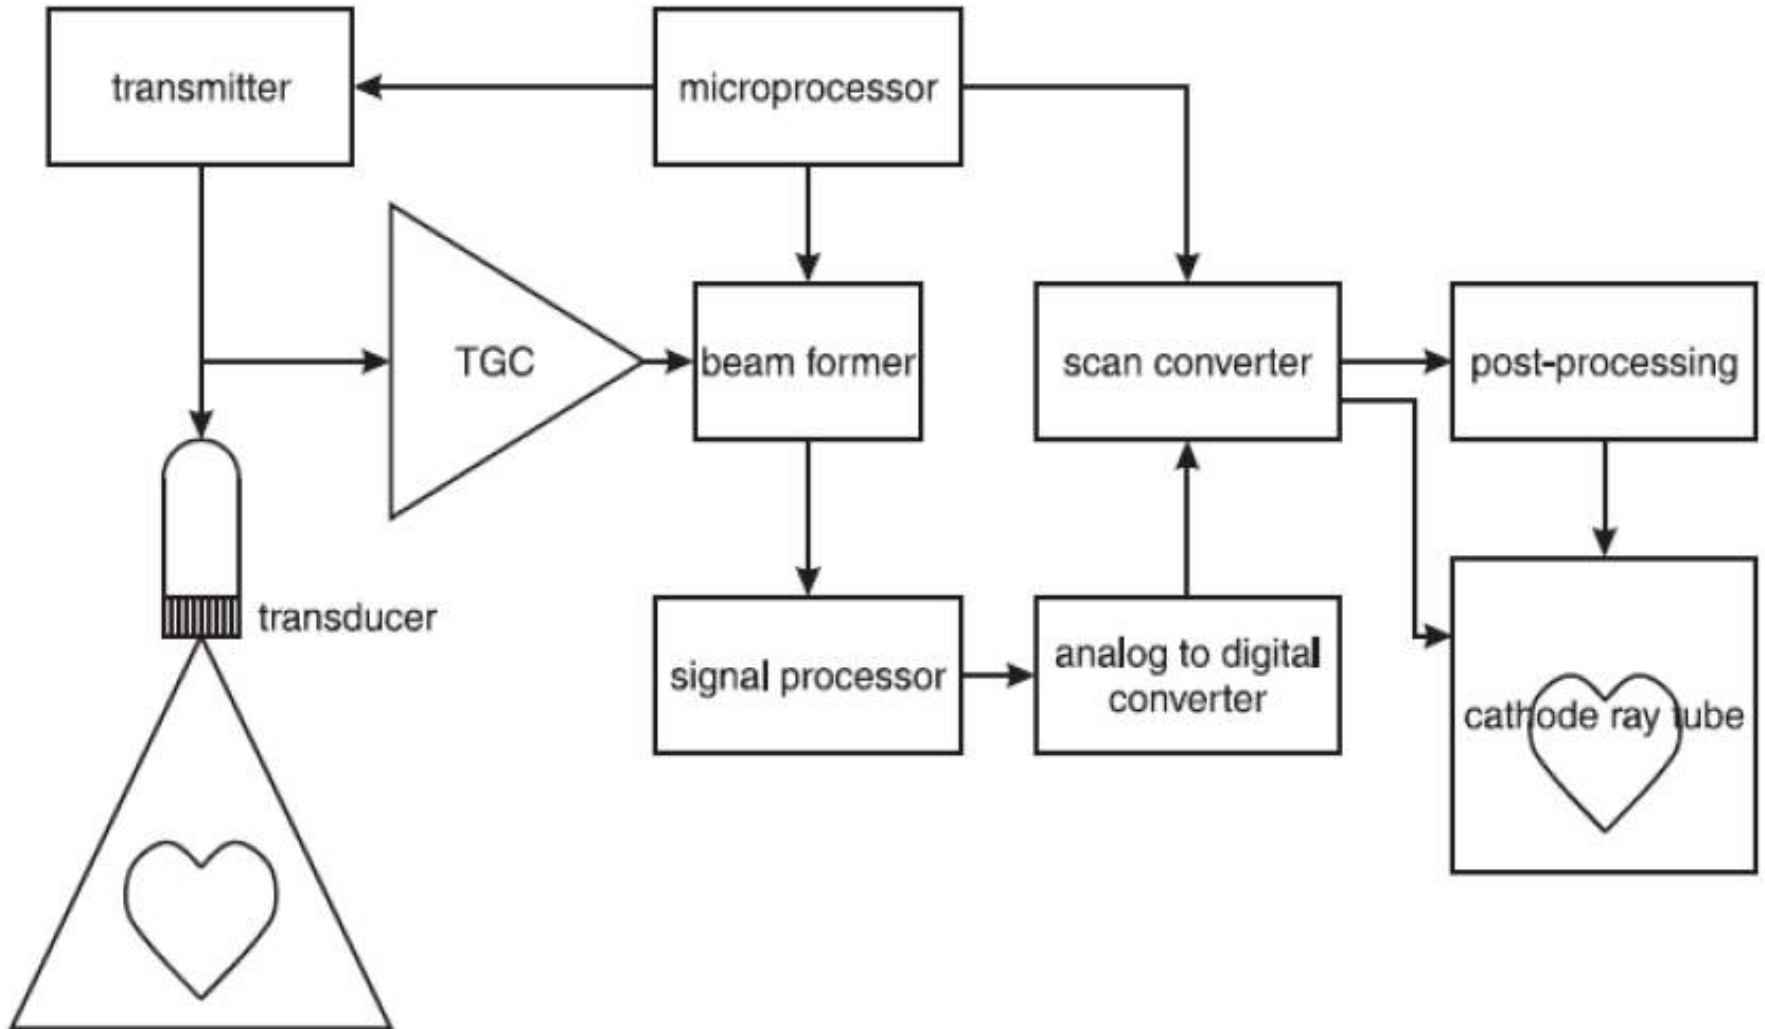 transmitter
microprocessor
TGC
beam former
scan converter
post-processing
transducer
signal processor
analog to digital
converter
cathode ray tube